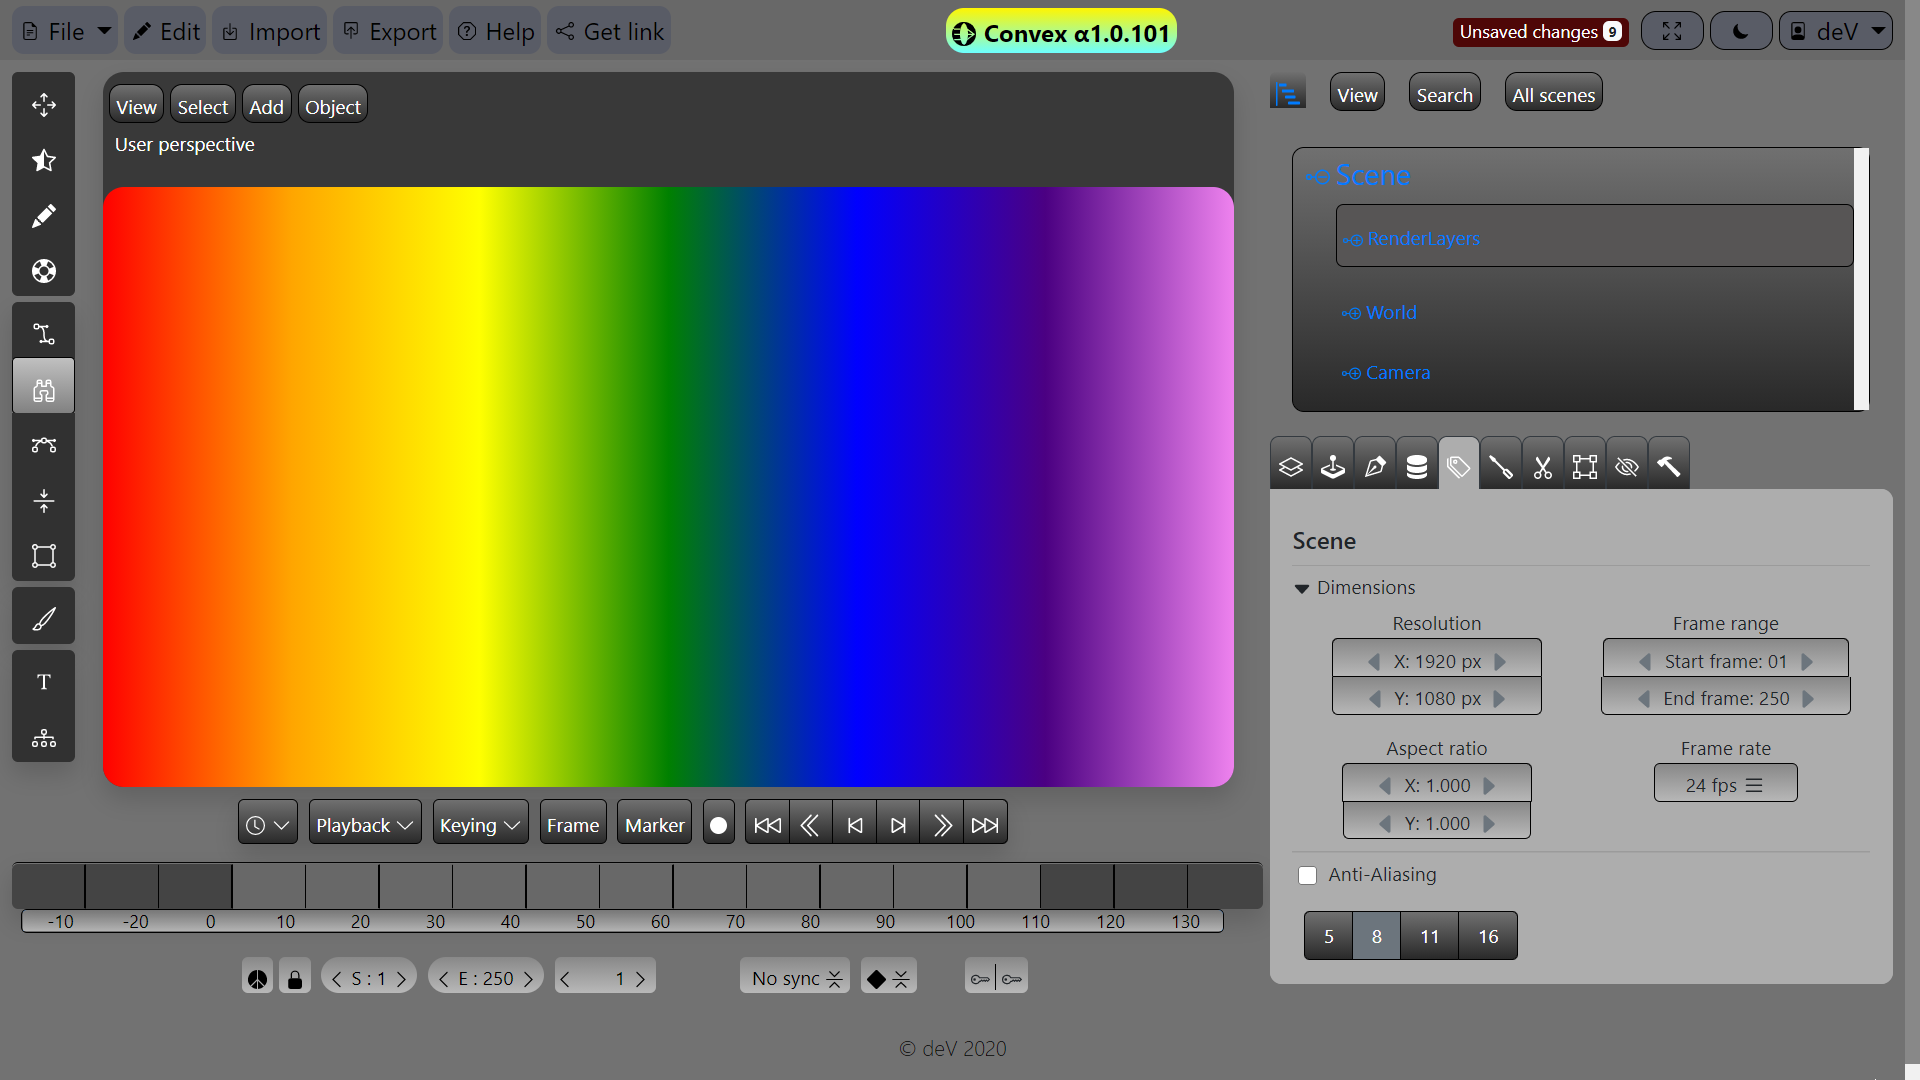 File Edit Import Export Help Get link Convex α1.0.101 Unsaved changes 9 deV
View Select Add Object
User perspective
View Search All scenes
Scene
RenderLayers
World
Camera
Scene
Dimensions
Resolution Frame range
X: 1920 px Start frame: 01
Y: 1080 px End frame: 250
Aspect ratio Frame rate
X: 1.000 24 fps
Y: 1.000
Anti-Aliasing
5 8 11 16
T
Playback Keying Frame Marker
-10 -20 0 10 20 30 40 50 60 70 80 90 100 110 120 130
S : 1 E : 250 1 No sync
© deV 2020